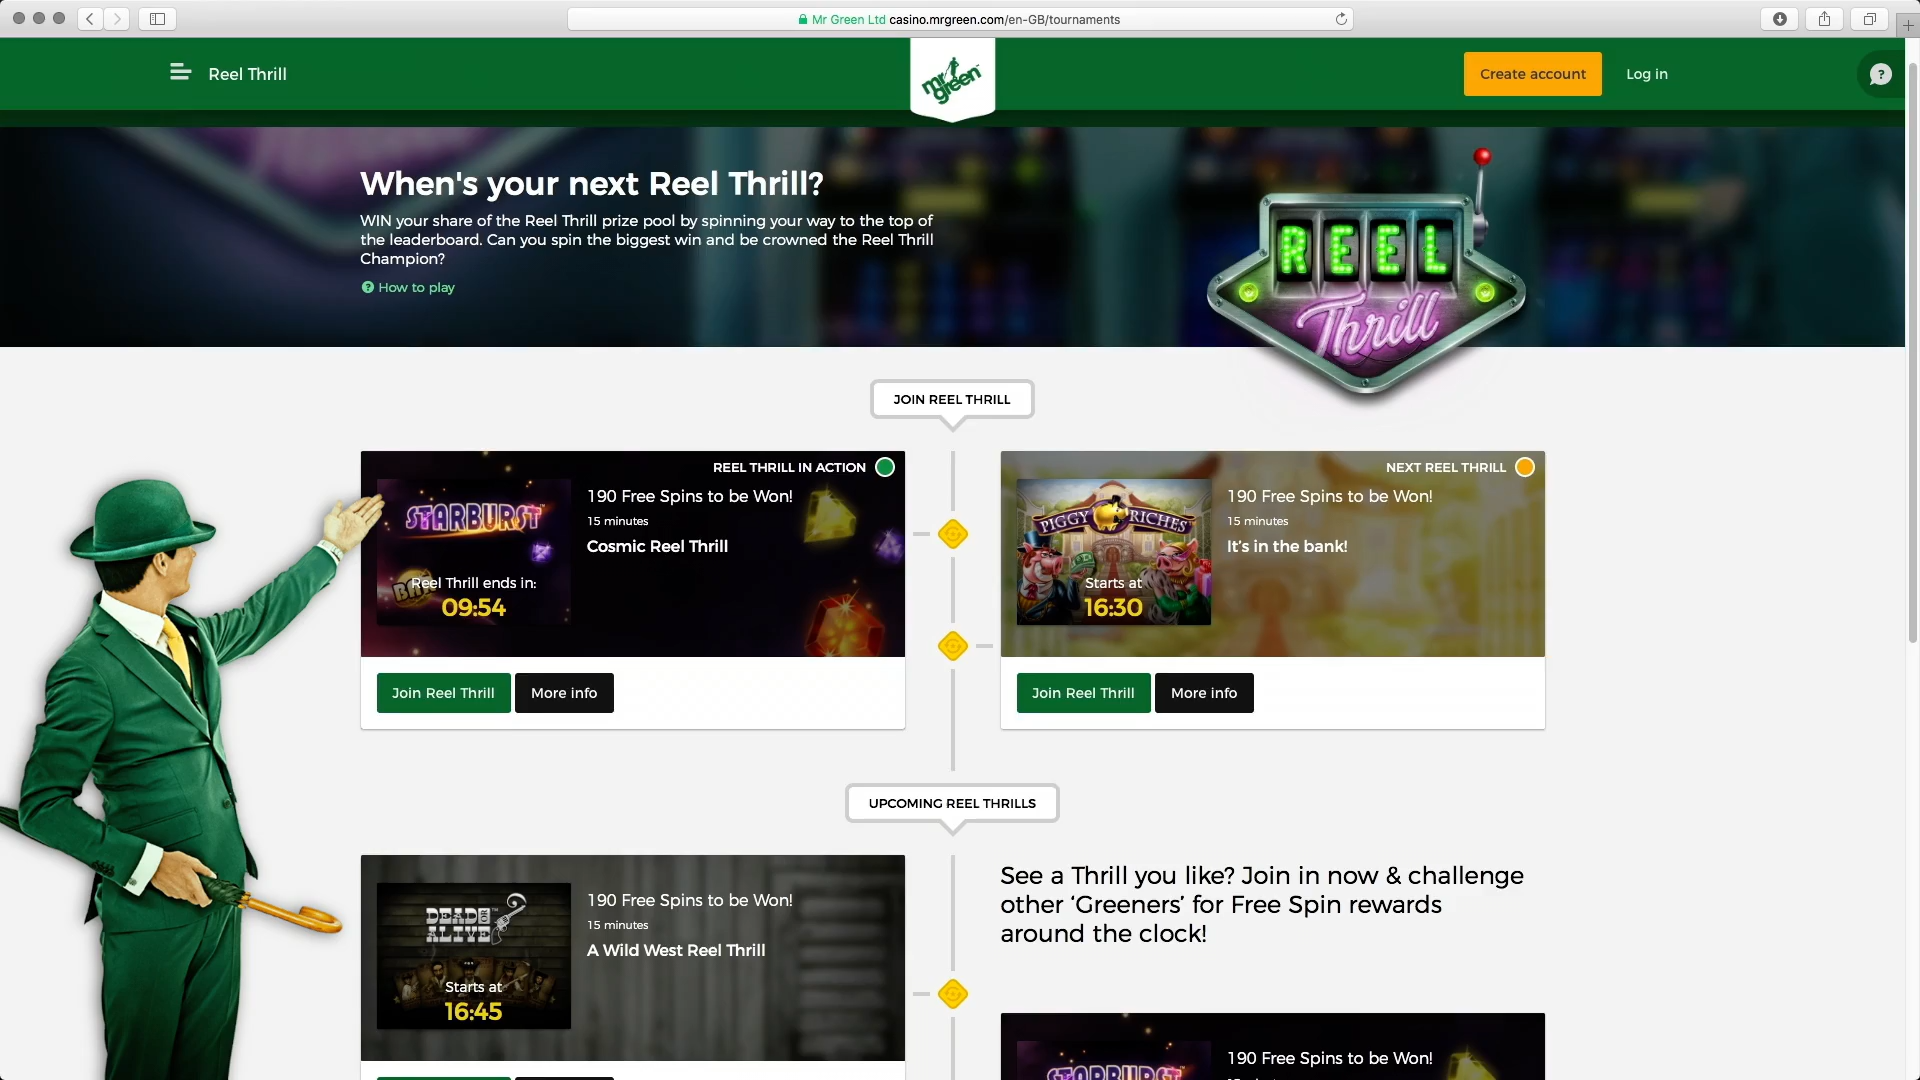 Mr Green Ltd casino.mrgreen.com/en-GB/tournaments
Reel Thrill
mr green
Create account
Log in
When's your next Reel Thrill?
WIN your share of the Reel Thrill prize pool by spinning your way to the top of
the leaderboard. Can you spin the biggest win and be crowned the Reel Thrill
Champion?
How to play
REEL
Thrill
JOIN REEL THRILL
REEL THRILL IN ACTION
STARBURST
190 Free Spins to be Won!
15 minutes
Cosmic Reel Thrill
BAR
Reel Thrill ends in:
09:54
Join Reel Thrill
More info
NEXT REEL THRILL
PIGGY RICHES
190 Free Spins to be Won!
15 minutes
It's in the bank!
Starts at
16:30
Join Reel Thrill
More info
UPCOMING REEL THRILLS
DEAD OR ALIVE
190 Free Spins to be Won!
15 minutes
A Wild West Reel Thrill
Starts at
16:45
See a Thrill you like? Join in now & challenge
other ‘Greeners’ for Free Spin rewards
around the clock!
STARBURST
190 Free Spins to be Won!